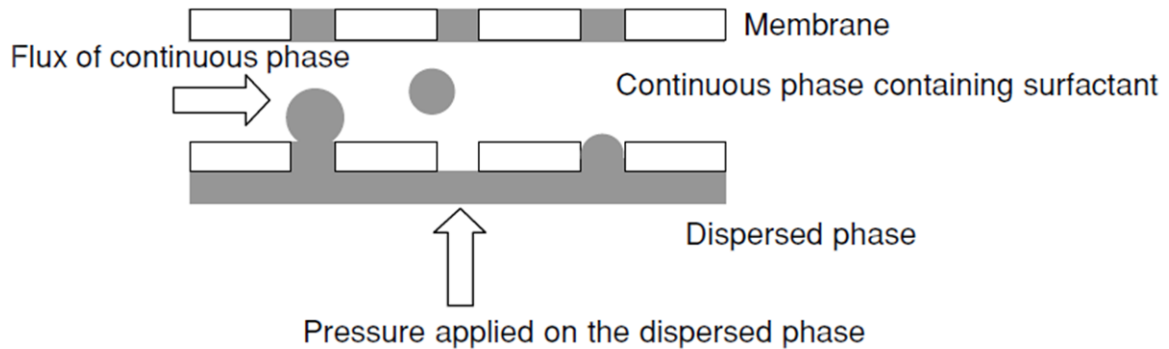 Membrane
Flux of continuous phase
Continuous phase containing surfactant
Dispersed phase
Pressure applied on the dispersed phase